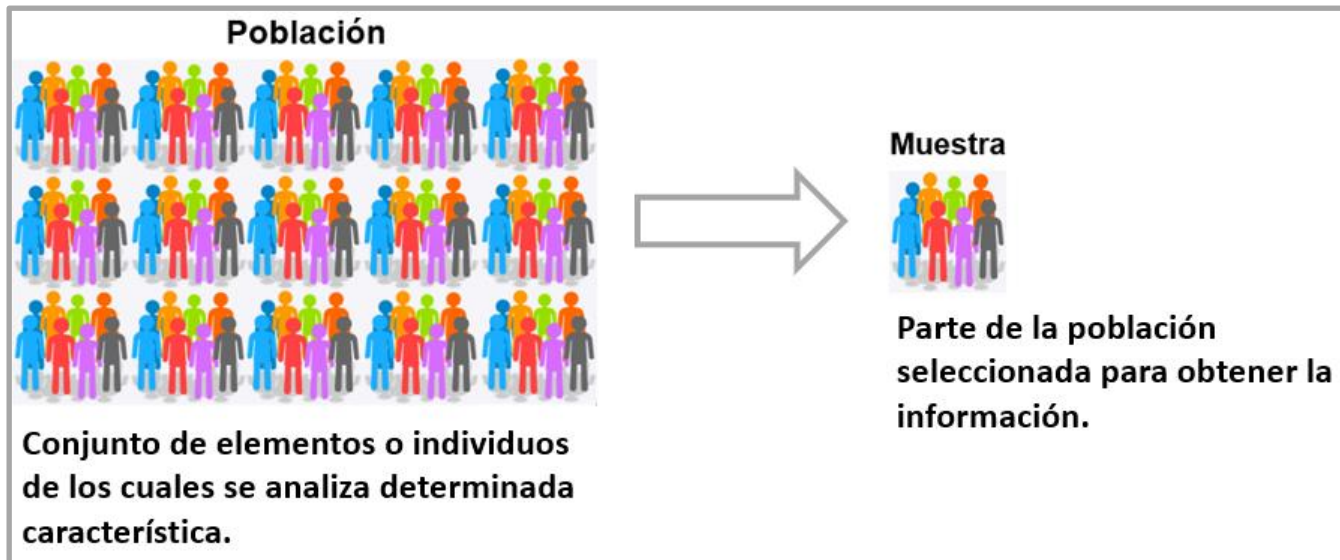 Población
Conjunto de elementos o individuos
de los cuales se analiza determinada
característica.
Muestra
Parte de la población
seleccionada para obtener la
información.